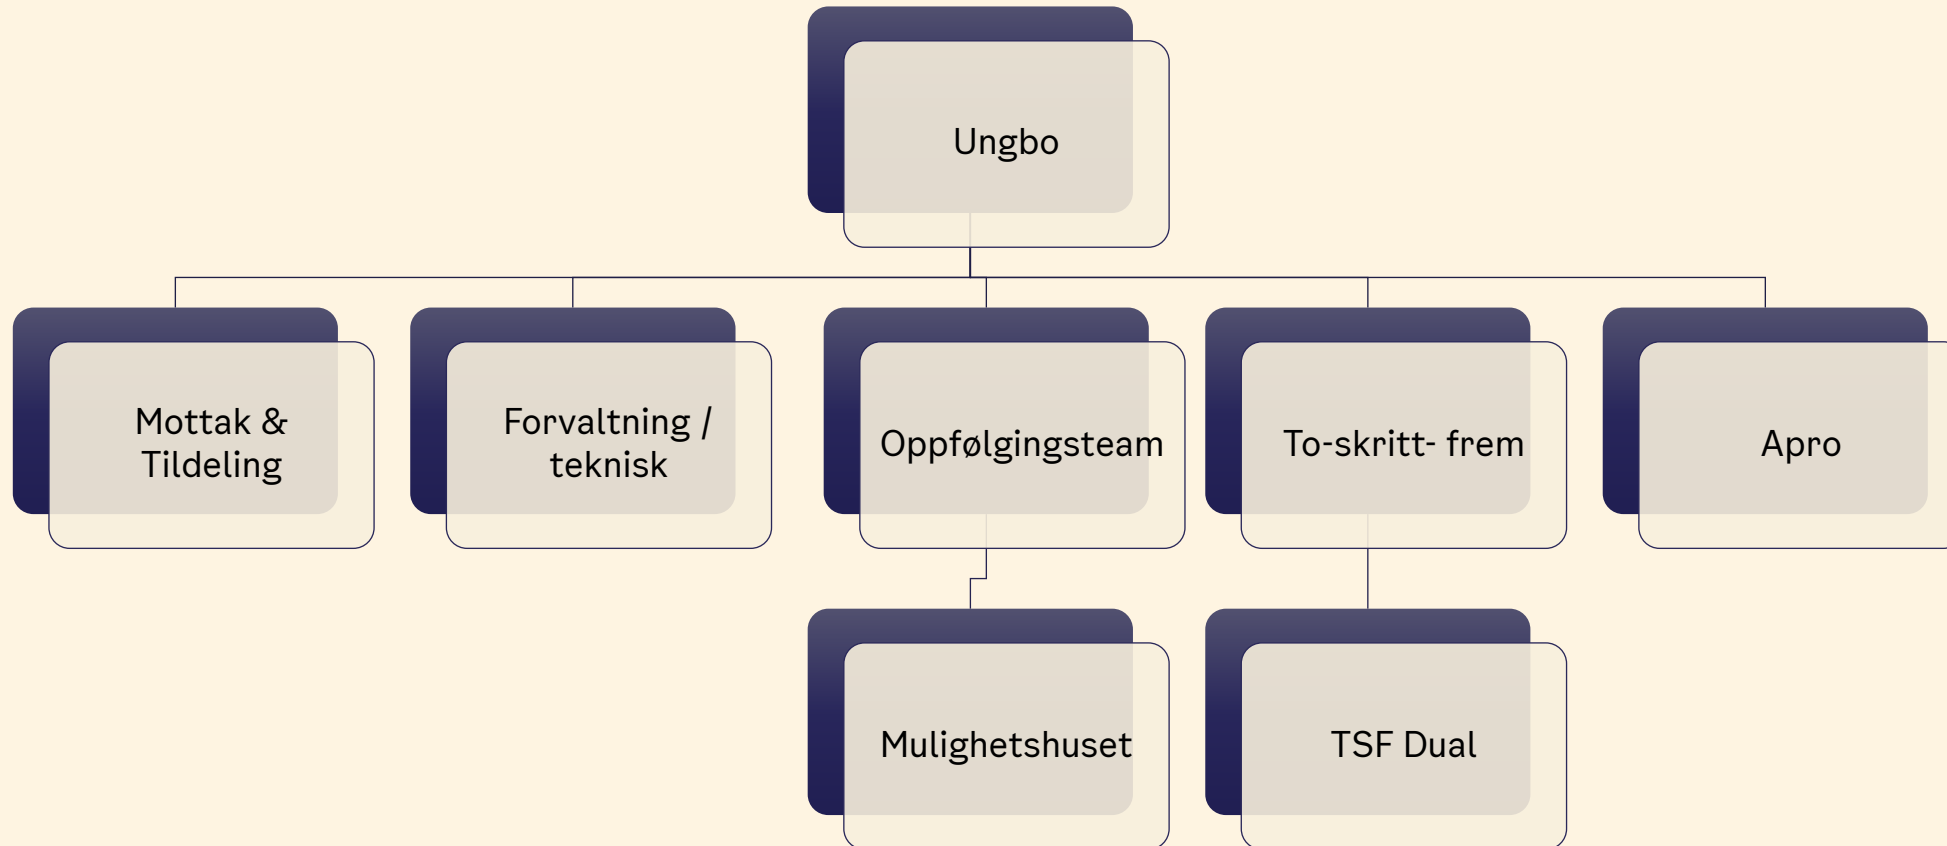 Ungbo
Mottak &
Tildeling
Forvaltning /
teknisk
Oppfølgingsteam
To-skritt- frem
Apro
Mulighetshuset
TSF Dual